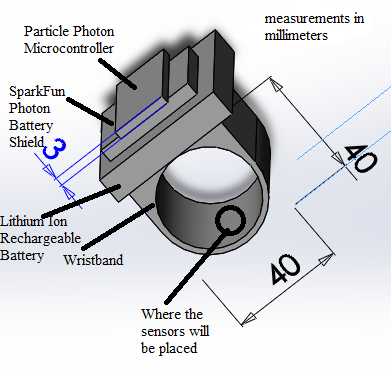 measurements in
millimeters
Particle Photon
Microcontroller
SparkFun
Photon
Battery
Shield
3
40
Lithium Ion
Rechargeable
Battery
Wristband
40
Where the
sensors will
be placed